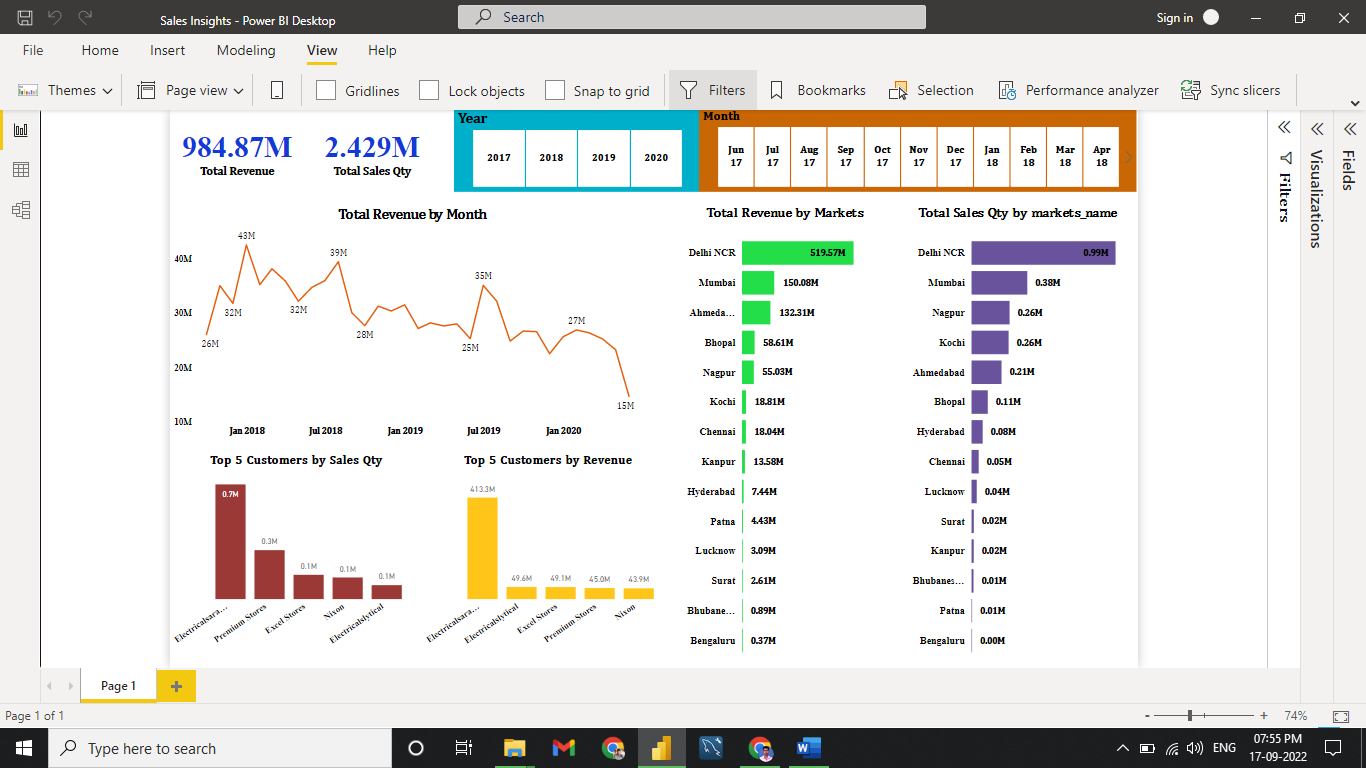 Sales Insights - Power BI Desktop
Search
Sign in
File Home Insert Modeling View Help
Themes Page view Gridlines Lock objects Snap to grid Filters Bookmarks Selection Performance analyzer Sync slicers
984.87M
Total Revenue
2.429M
Total Sales Qty
Year
2017 2018 2019 2020
Month
Jun Jul Aug Sep Oct Nov Dec Jan Feb Mar Apr
17 17 17 17 17 17 17 18 18 18 18
Filters
Visualizations
Fields
Total Revenue by Month
40M
30M
20M
10M
26M
32M
43M
32M
39M
28M
25M
35M
27M
15M
Jan 2018 Jul 2018 Jan 2019 Jul 2019 Jan 2020
Total Revenue by Markets
Delhi NCR 519.57M
Mumbai 150.08M
Ahmeda... 132.31M
Bhopal 58.61M
Nagpur 55.03M
Kochi 18.81M
Chennai 18.04M
Kanpur 13.58M
Hyderabad 7.44M
Patna 4.43M
Lucknow 3.09M
Surat 2.61M
Bhubane... 0.89M
Bengaluru 0.37M
Total Sales Qty by markets_name
Delhi NCR 0.99M
Mumbai 0.38M
Nagpur 0.26M
Kochi 0.26M
Ahmedabad 0.21M
Bhopal 0.11M
Hyderabad 0.08M
Chennai 0.05M
Lucknow 0.04M
Surat 0.02M
Kanpur 0.02M
Bhubanes... 0.01M
Patna 0.01M
Bengaluru 0.00M
Top 5 Customers by Sales Qty
0.7M
0.3M
0.1M
0.1M
0.1M
Electricalsara...
Premium Stores
Excel Stores
Nixon
Electricalslytical
Top 5 Customers by Revenue
413.3M
49.6M
49.1M
45.0M
43.9M
Electricalsara...
Electricalslytical
Excel Stores
Premium Stores
Nixon
Page 1
Page 1 of 1
- + 74%
Type here to search
ENG
07:55 PM
17-09-2022